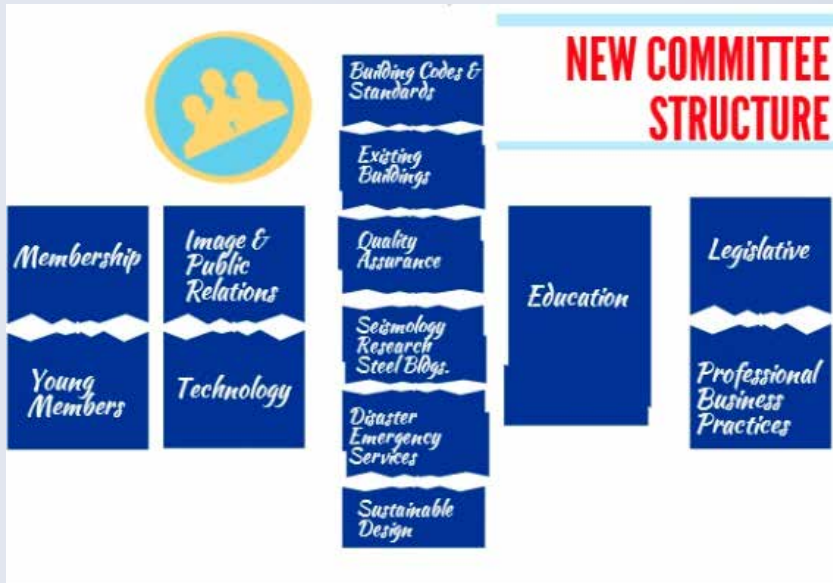 NEW COMMITTEE
STRUCTURE
Membership
Young
Members
Image &
Public
Relations
Technology
Building Codes &
Standards
Existing
Buildings
Quality
Assurance
Seismology
Research
Steel Bldgs.
Disaster
Emergency
Services
Sustainable
Design
Education
Legislative
Professional
Business
Practices